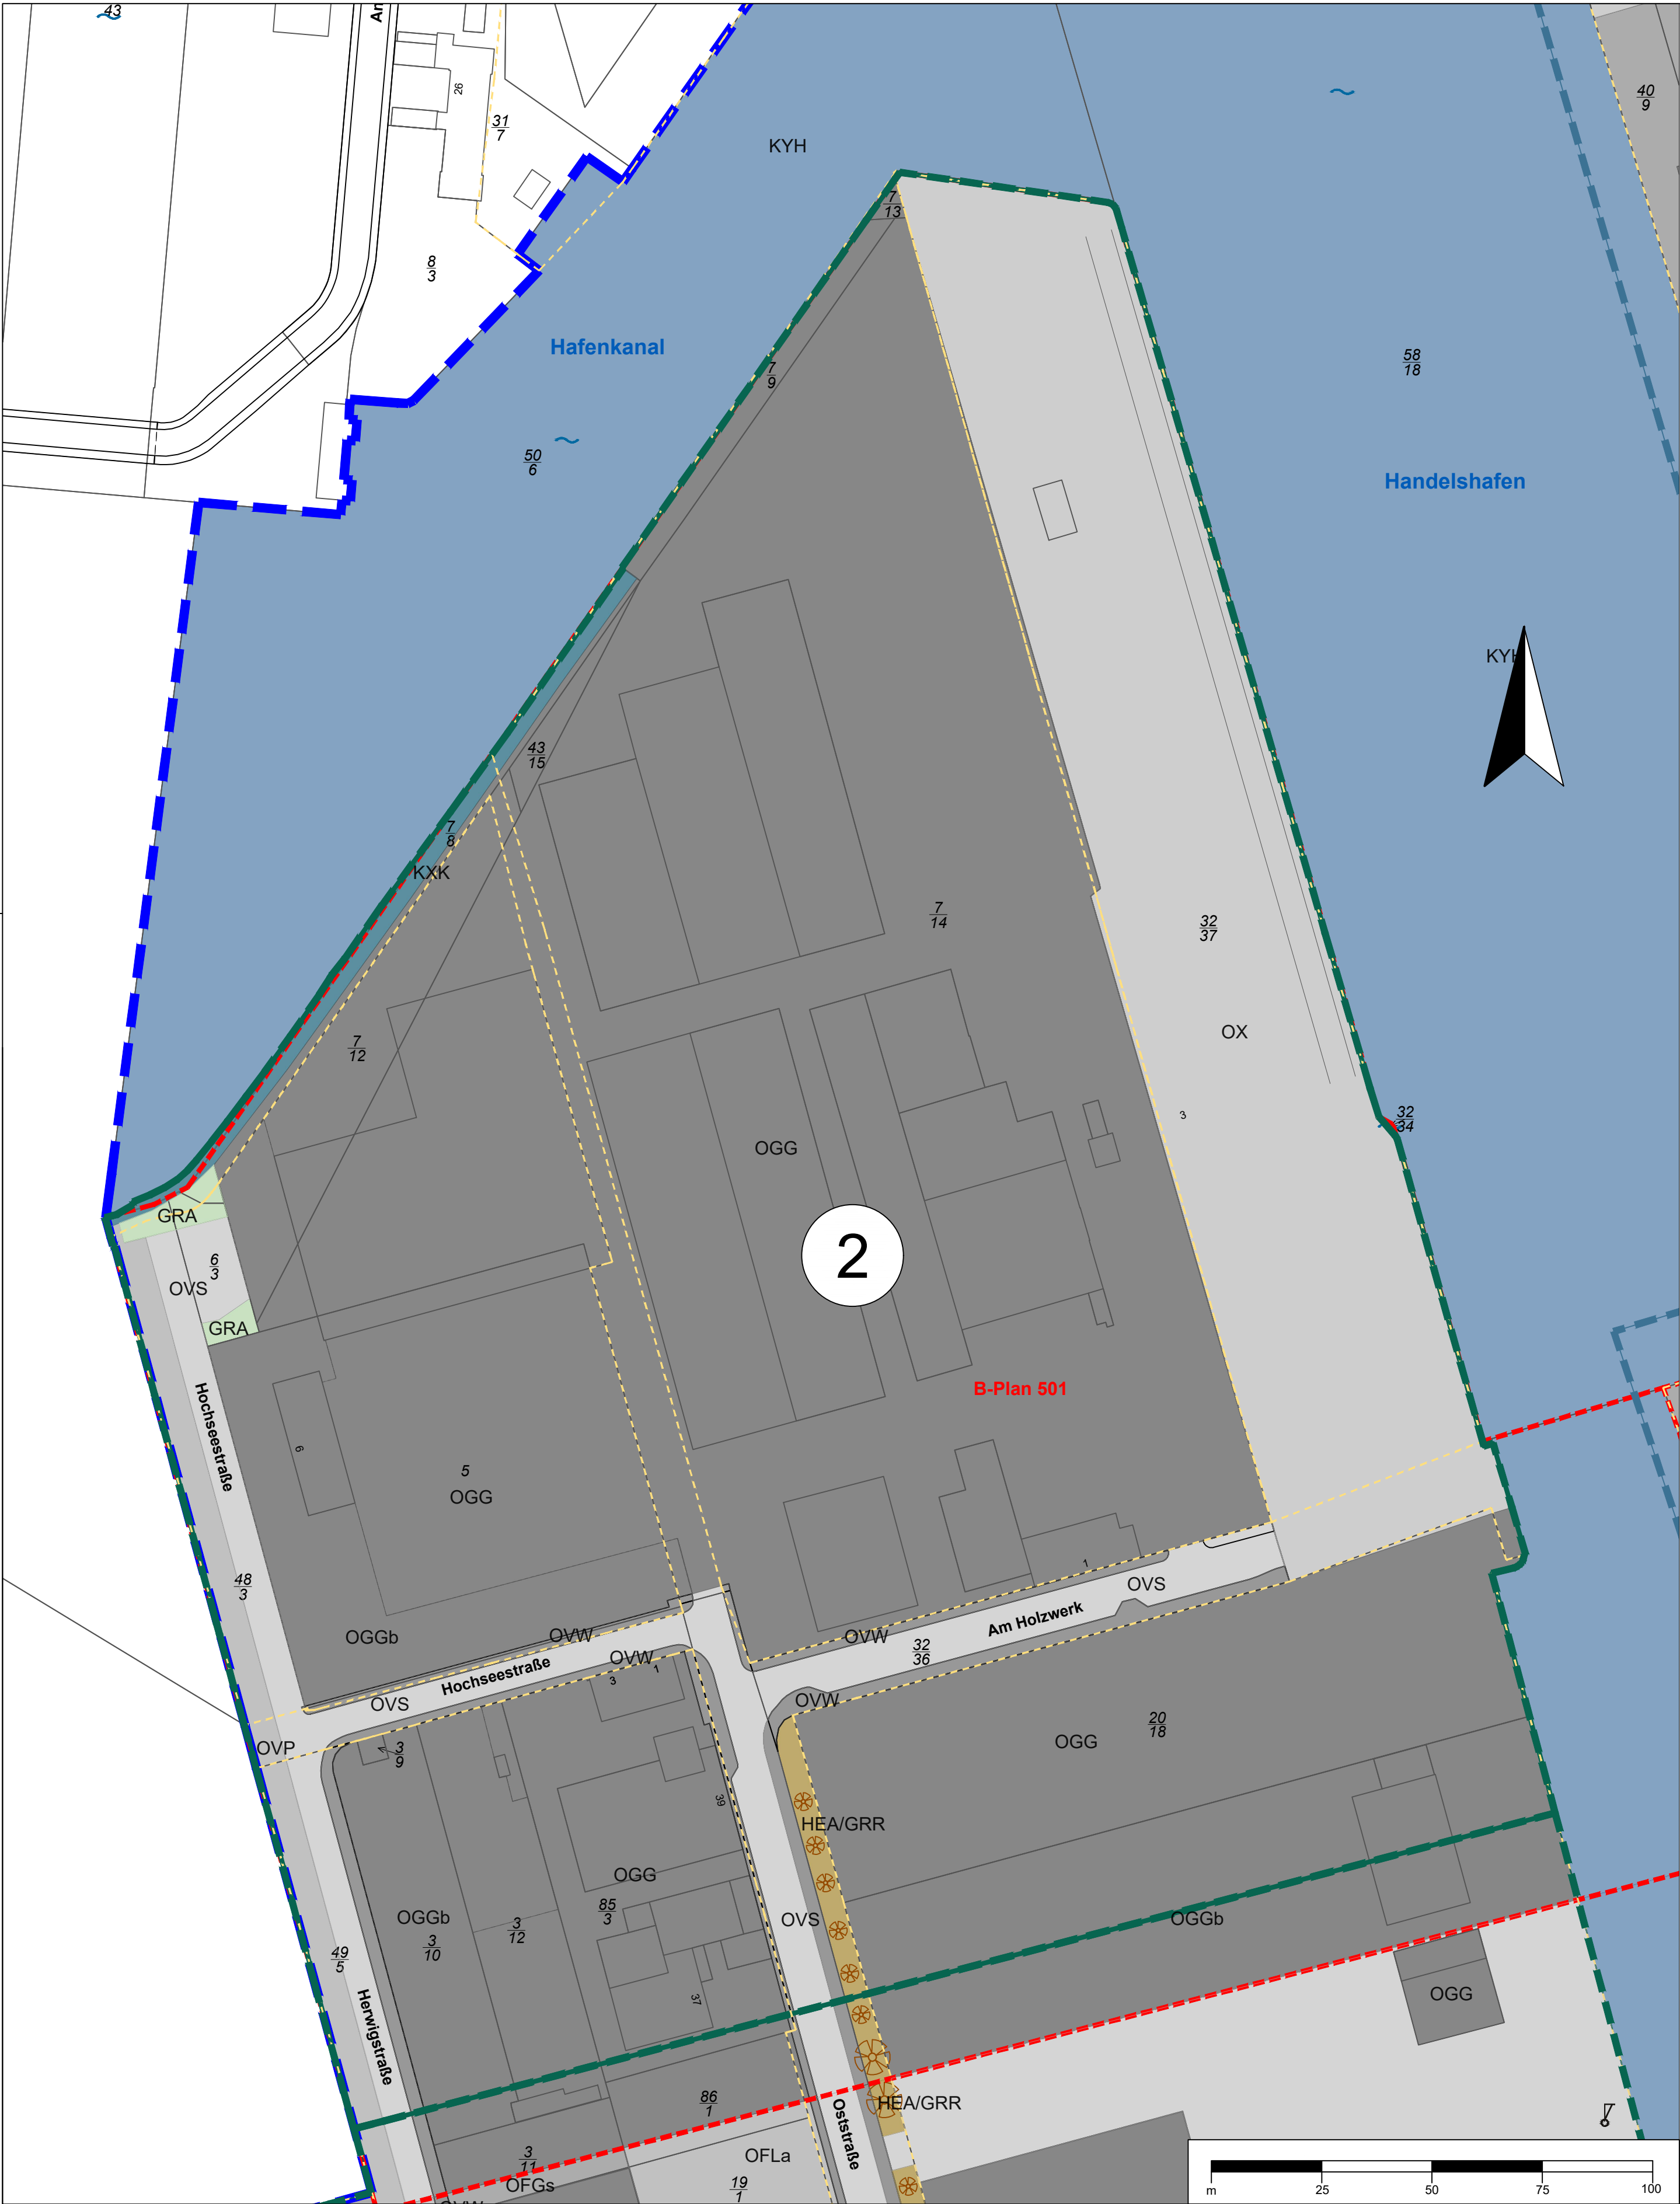 43
An
26
31
7
40
9
KYH
7
13
8
3
Hafenkanal
58
18
7
9
50
6
Handelshafen
KYH
43
15
7
8
KXK
7
14
32
37
OX
7
12
3
32
34
OGG
GRA
6
3
OVS
2
GRA
B-Plan 501
Hochseestraße
6
5
OGG
48
3
1
OVS
Am Holzwerk
OGGb
OVW
OVW
32
36
OVW
Hochseestraße
3
1
OVS
OVW
20
18
OGG
OVP
3
9
39
HEA/GRR
OGG
85
3
OGGb
3
10
3
12
OVS
OGGb
49
5
37
OGG
Herwigstraße
86
1
HEA/GRR
Oststraße
3
11
OFLa
OFGs
19
1
OVW
m
25
50
75
100